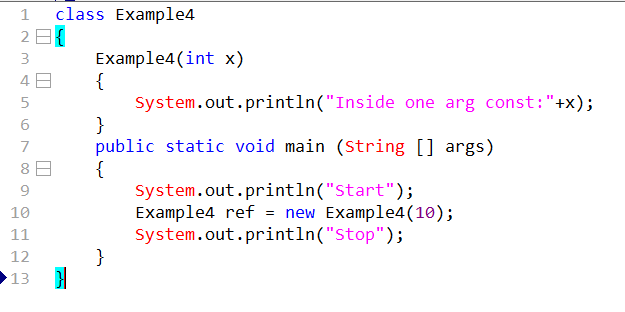 1 class Example4
2 {
3 Example4(int x)
4 {
5 System.out.println("Inside one arg const:"+x);
6 }
7 public static void main (String [] args)
8 {
9 System.out.println("Start");
10 Example4 ref = new Example4(10);
11 System.out.println("Stop");
12 }
13 }